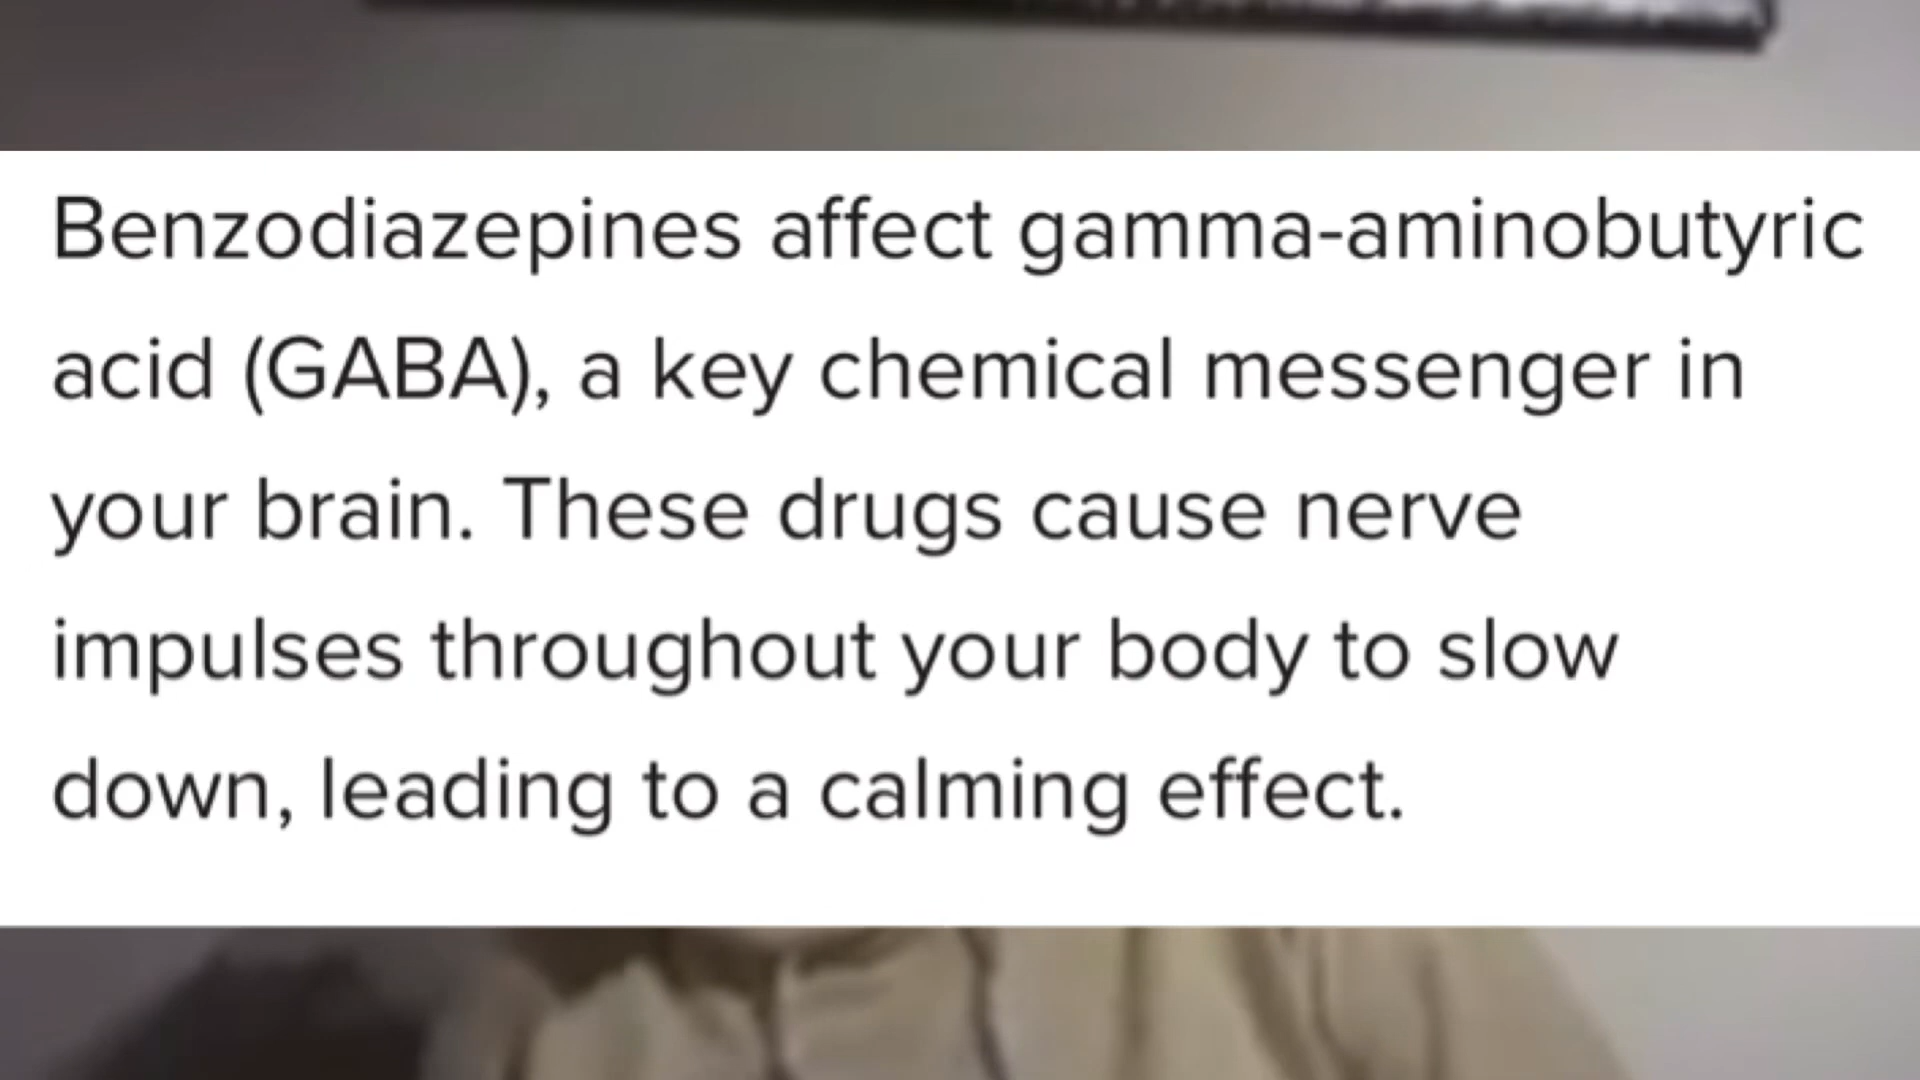 Benzodiazepines affect gamma-aminobutyric
acid (GABA), a key chemical messenger in
your brain. These drugs cause nerve
impulses throughout your body to slow
down, leading to a calming effect.